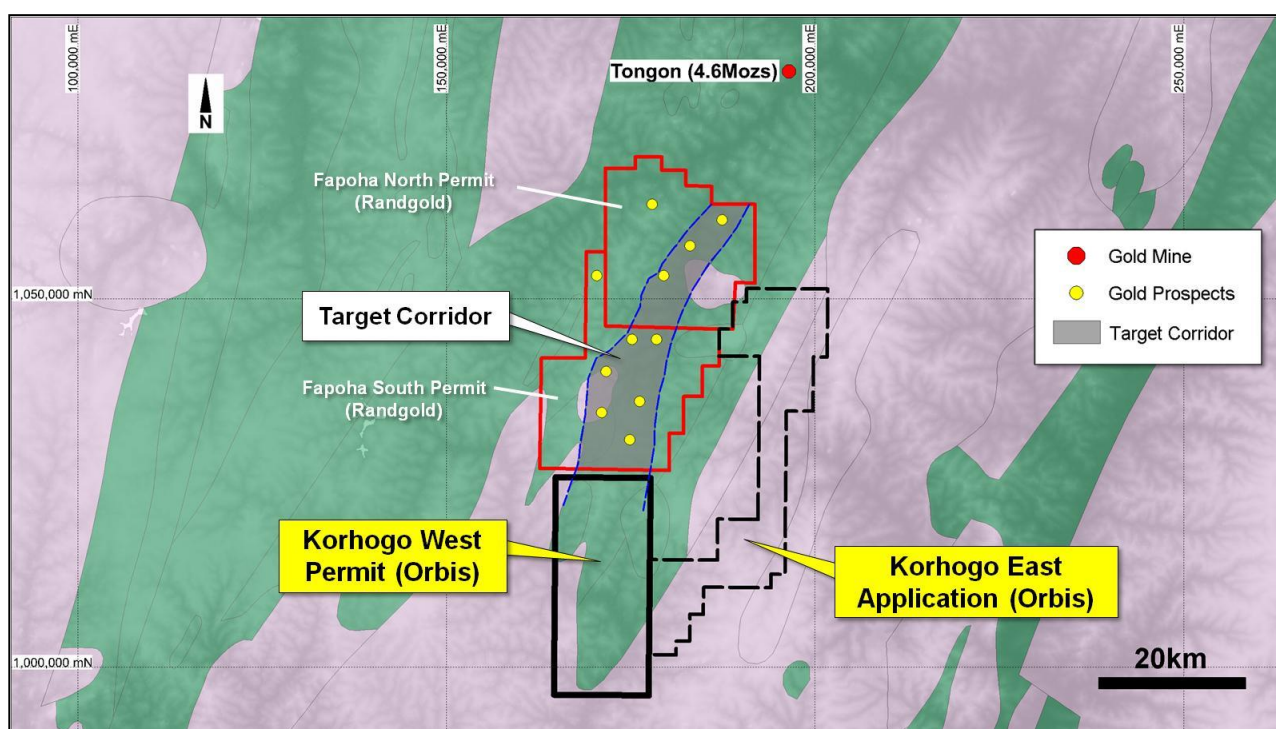 100,000 mE
150,000 mE
200,000 mE
250,000 mE
Tongon (4.6Mozs)
N
Fapoha North Permit
(Randgold)
Gold Mine
Gold Prospects
Target Corridor
1,050,000 mN
Target Corridor
Fapoha South Permit
(Randgold)
Korhogo West
Permit (Orbis)
Korhogo East
Application (Orbis)
1,000,000 mN
20km